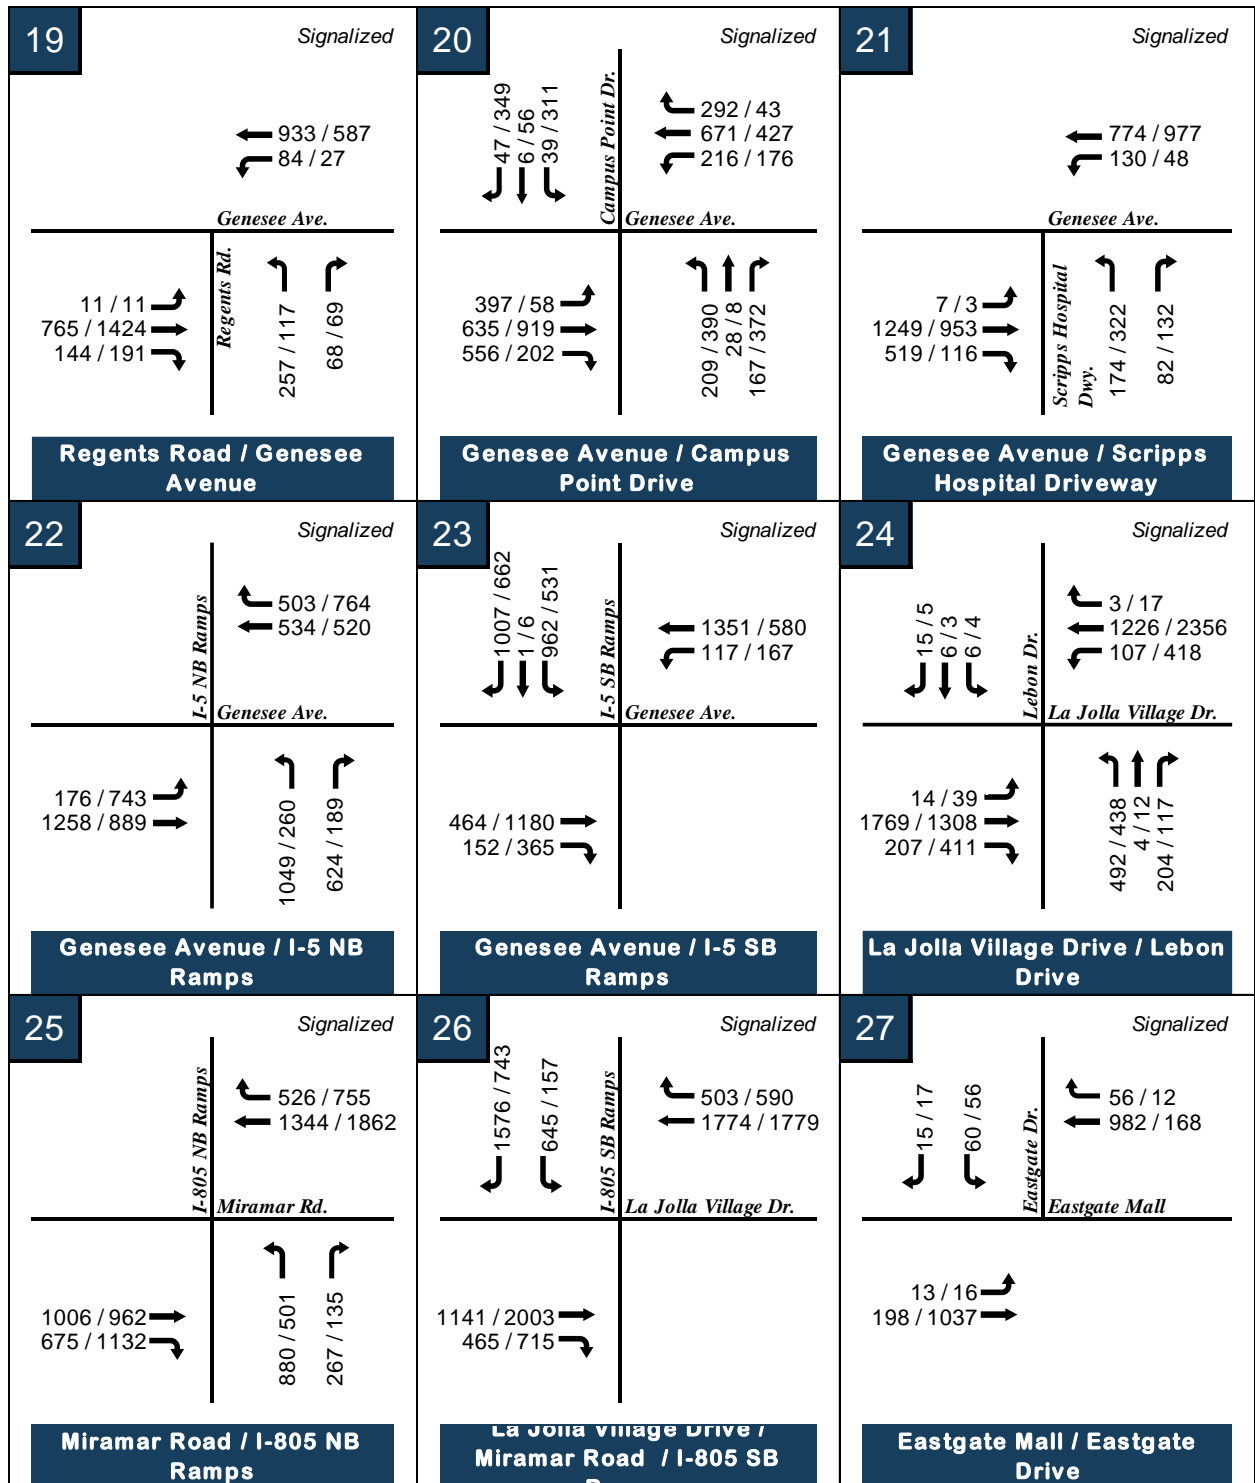 19
Signalized
933 / 587
84 / 27
Genesee Ave.
Regents Rd.
11 / 11
765 / 1424
144 / 191
257 / 117
68 / 69
Regents Road / Genesee
Avenue
20
Signalized
47 / 349
6 / 56
39 / 311
Campus Point Dr.
292 / 43
671 / 427
216 / 176
Genesee Ave.
397 / 58
635 / 919
556 / 202
209 / 390
28 / 8
167 / 372
Genesee Avenue / Campus
Point Drive
21
Signalized
774 / 977
130 / 48
Genesee Ave.
7 / 3
1249 / 953
519 / 116
Scripps Hospital
Dwy.
174 / 322
82 / 132
Genesee Avenue / Scripps
Hospital Driveway
22
Signalized
I-5 NB Ramps
503 / 764
534 / 520
Genesee Ave.
176 / 743
1258 / 889
1049 / 260
624 / 189
Genesee Avenue / I-5 NB
Ramps
23
Signalized
1007 / 662
1 / 6
962 / 531
I-5 SB Ramps
1351 / 580
117 / 167
Genesee Ave.
464 / 1180
152 / 365
Genesee Avenue / I-5 SB
Ramps
24
Signalized
15 / 5
6 / 3
6 / 4
Lebon Dr.
3 / 17
1226 / 2356
107 / 418
La Jolla Village Dr.
14 / 39
1769 / 1308
207 / 411
492 / 438
4 / 12
204 / 117
La Jolla Village Drive / Lebon
Drive
25
Signalized
I-805 NB Ramps
526 / 755
1344 / 1862
Miramar Rd.
1006 / 962
675 / 1132
880 / 501
267 / 135
Miramar Road / I-805 NB
Ramps
26
Signalized
1576 / 743
645 / 157
I-805 SB Ramps
503 / 590
1774 / 1779
La Jolla Village Dr.
1141 / 2003
465 / 715
La Jolla Village Drive /
Miramar Road / I-805 SB
27
Signalized
15 / 17
60 / 56
Eastgate Dr.
56 / 12
982 / 168
Eastgate Mall
13 / 16
198 / 1037
Eastgate Mall / Eastgate
Drive